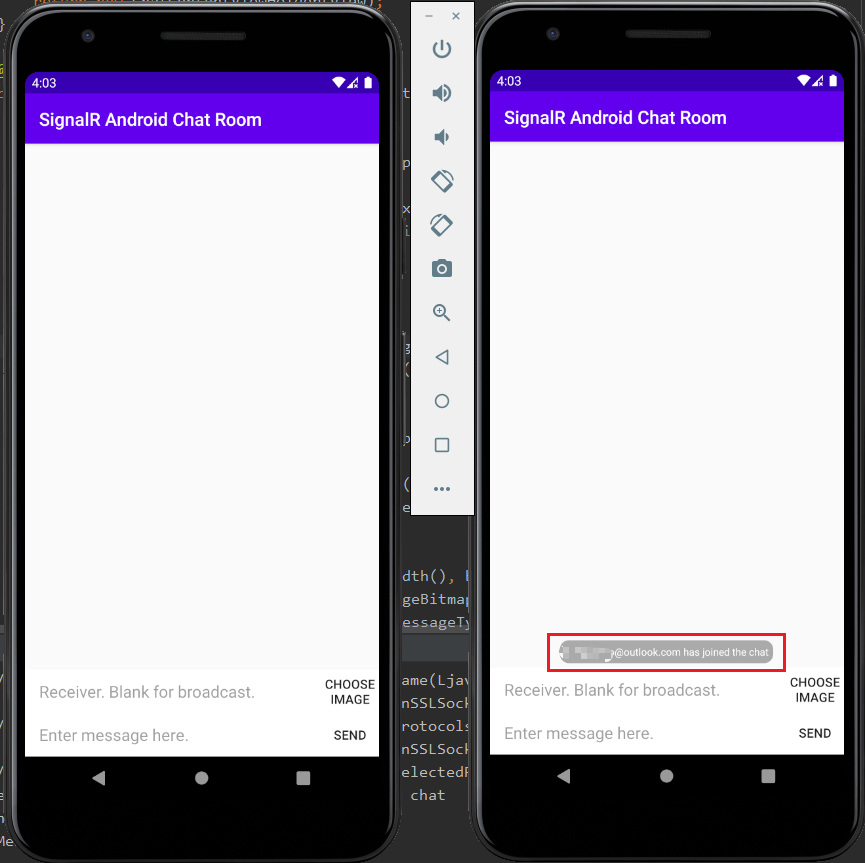 4:03
SignalR Android Chat Room
Receiver. Blank for broadcast.
CHOOSE
IMAGE
Enter message here.
SEND
4:03
SignalR Android Chat Room
@outlook.com has joined the chat
Receiver. Blank for broadcast.
CHOOSE
IMAGE
Enter message here.
SEND
dth(),
geBitmap
essageTy
ame(Ljav
nSSLSock
rotocols
nSSLSock
electedP
chat